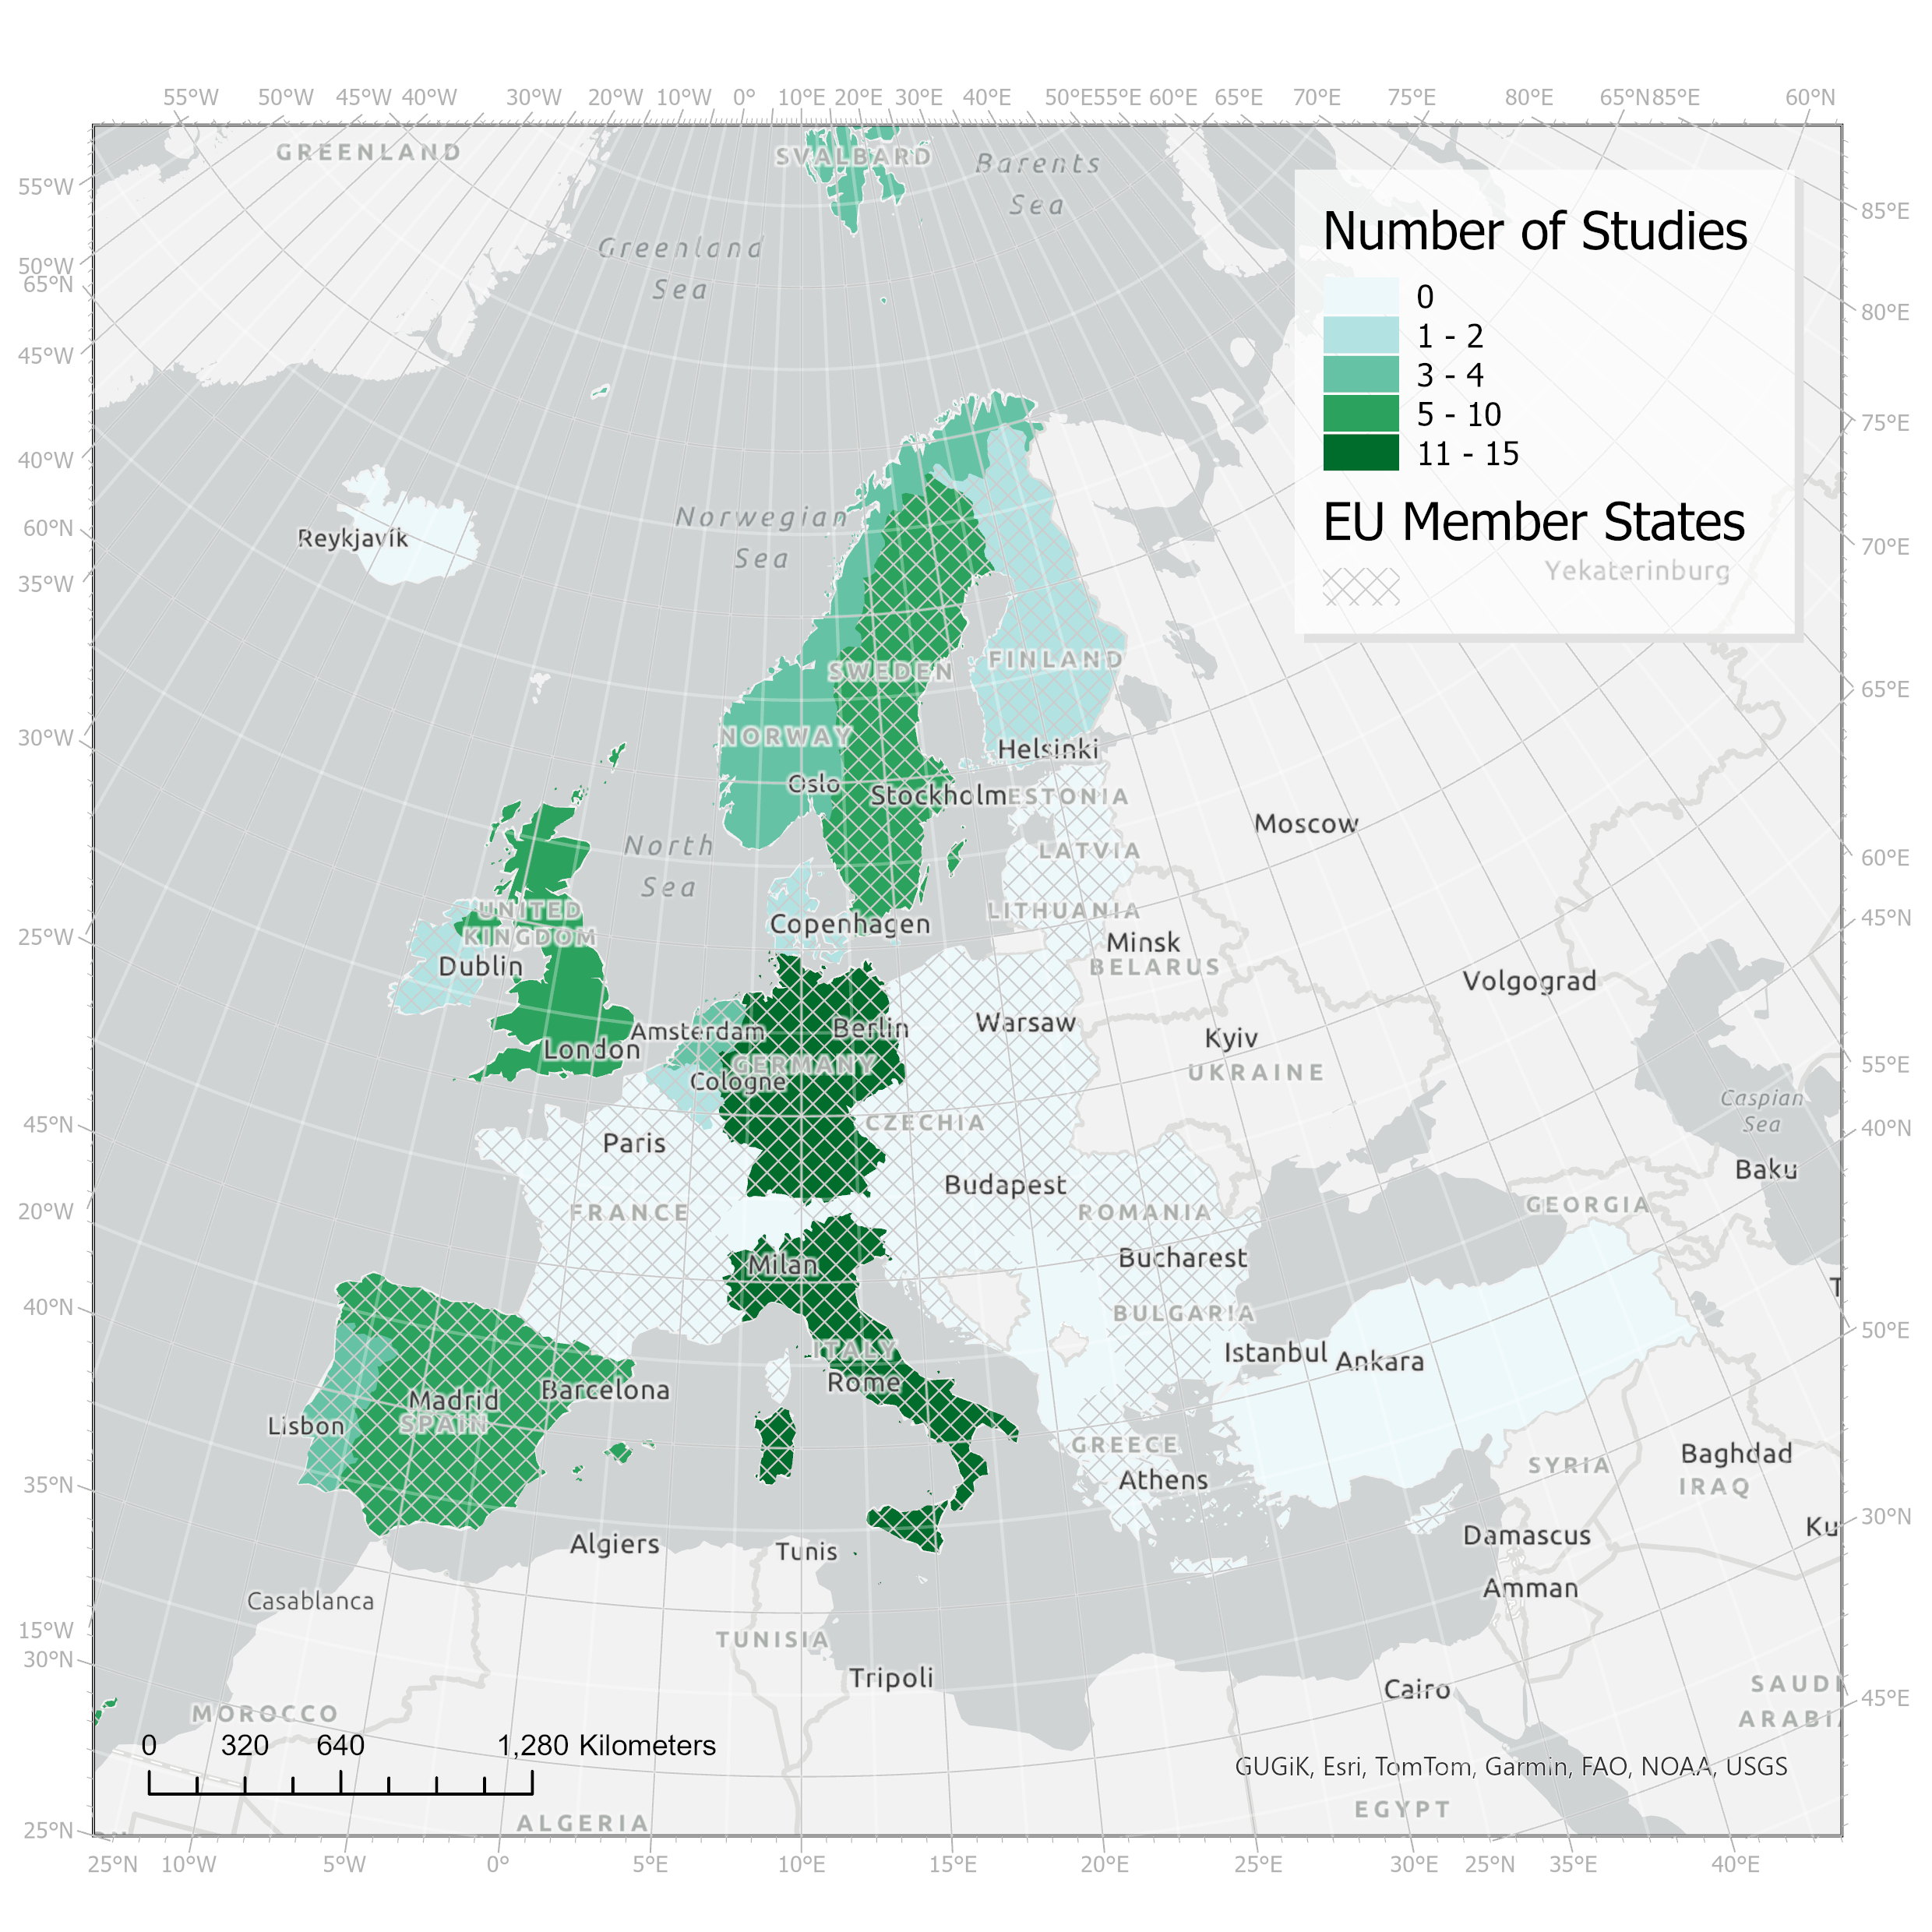 55°W 50°W 45°W 40°W 30°W 20°W 10°W 0° 10°E 20°E 30°E 40°E 50°E 55°E 60°E 65°E 70°E 75°E 80°E 65°N 85°E 60°N
55°W
50°W
65°N
45°W
40°W
60°N
35°W
30°W
25°W
45°N
20°W
40°N
35°N
15°W
30°N
25°N
GREENLAND
SVALBARD
Barents
Sea
Greenland
Sea
Number of Studies
0
1 - 2
3 - 4
5 - 10
11 - 15
EU Member States
Yekaterinburg
Reykjavík
Norwegian
Sea
SWEDEN
FINLAND
NORWAY
Helsinki
Oslo
Stockholm
ESTONIA
Moscow
North
Sea
LATVIA
UNITED
KINGDOM
LITHUANIA
Copenhagen
Minsk
BELARUS
Dublin
Volgograd
Amsterdam
Berlin
Warsaw
London
Kyiv
GERMANY
UKRAINE
Cologne
Caspian
Sea
CZECHIA
Paris
Baku
Budapest
GEORGIA
FRANCE
ROMANIA
Milan
Bucharest
T
BULGARIA
ITALY
Istanbul
Ankara
Rome
Barcelona
Madrid
SPAIN
Lisbon
GREECE
Athens
SYRIA
Baghdad
IRAQ
Ku
Algiers
Tunis
Damascus
Casablanca
Amman
TUNISIA
Tripoli
Cairo
SAUDI
ARABIA
MOROCCO
0 320 640 1,280 Kilometers
GUGiK, Esri, TomTom, Garmin, FAO, NOAA, USGS
ALGERIA
EGYPT
85°E
80°E
75°E
70°E
65°E
60°E
45°N
55°E
40°N
50°E
30°N
45°E
25°N 10°W 5°W 0° 5°E 10°E 15°E 20°E 25°E 30°E 25°N 35°E 40°E